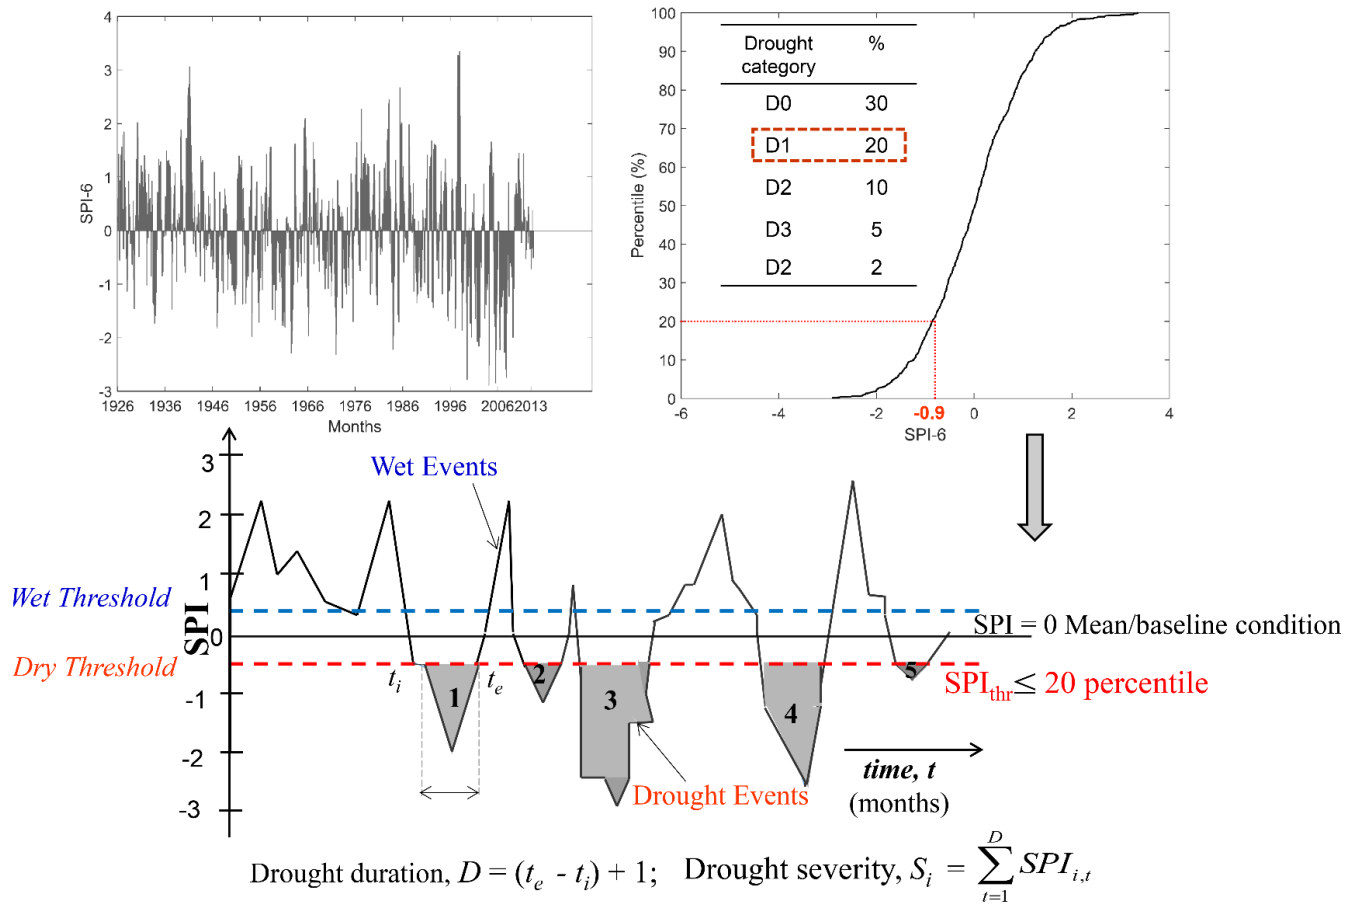 4
3
2
1
0
-1
-2
-3
SPI-6
1926 1936 1946 1956 1966 1976 1986 1996 20062013
Months
100
90
80
70
60
50
40
30
20
10
0
Percentile (%)
Drought category %
D0 30
D1 20
D2 10
D3 5
D2 2
-6 -2 -0.9 0 2 4
SPI-6
3
2
1
0
-1
-2
-3
SPI
Wet Events
Wet Threshold
Dry Threshold
SPI = 0 Mean/baseline condition
SPIthr ≤ 20 percentile
ti te
1 2 3 4 5
Drought Events
time, t
(months)
Drought duration, D = (te - ti) + 1; Drought severity, Si = ∑ t=1 D SPIi,t